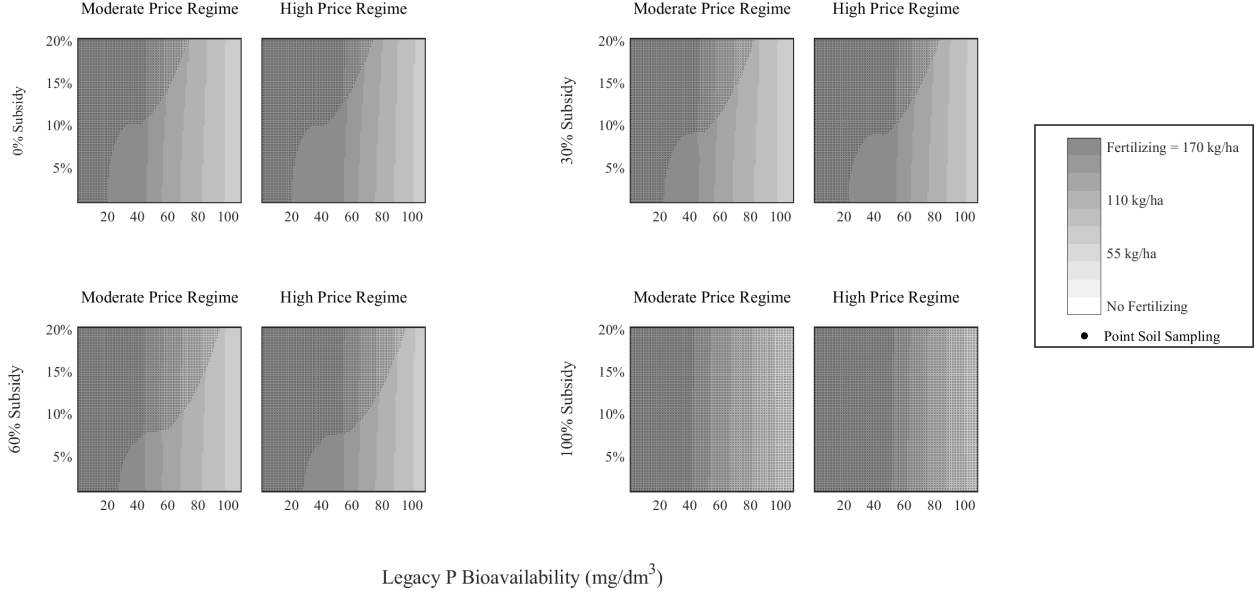 Moderate Price Regime
High Price Regime
Moderate Price Regime
High Price Regime
0% Subsidy
20%
15%
10%
5%
20 40 60 80 100
20 40 60 80 100
30% Subsidy
20%
15%
10%
5%
20 40 60 80 100
20 40 60 80 100
Fertilizing = 170 kg/ha
110 kg/ha
55 kg/ha
No Fertilizing
Point Soil Sampling
Moderate Price Regime
High Price Regime
Moderate Price Regime
High Price Regime
60% Subsidy
20%
15%
10%
5%
20 40 60 80 100
20 40 60 80 100
100% Subsidy
20%
15%
10%
5%
20 40 60 80 100
20 40 60 80 100
Legacy P Bioavailability (mg/dm³)